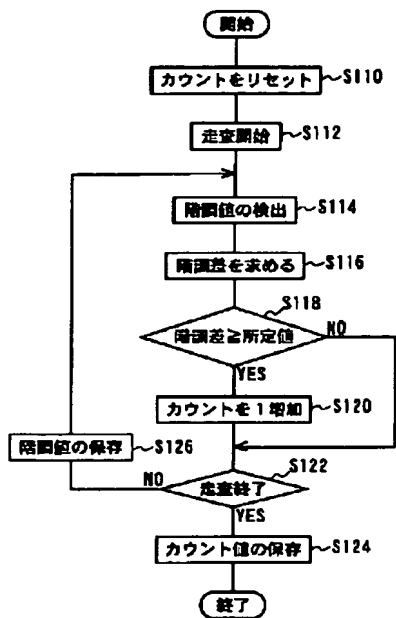 開始
カウントをリセット S110
走査開始 S112
階調値の検出 S114
階調差を求める S116
S118
階調差≧所定値 NO
YES
カウントを1増加 S120
階調値の保存 S126
S122
NO 走査終了
YES
カウント値の保存 S124
終了